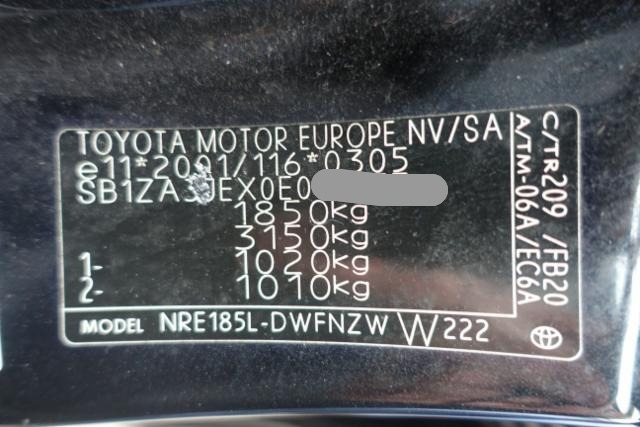 TOYOTA MOTOR EUROPE NV/SA
e11*2001/116*0305
1850kg
3150kg
1- 1020kg
2- 1010kg
MODEL NRE185L-DWFNZW W222
C/TR209 /FB20
A/TM-06A/EC6A